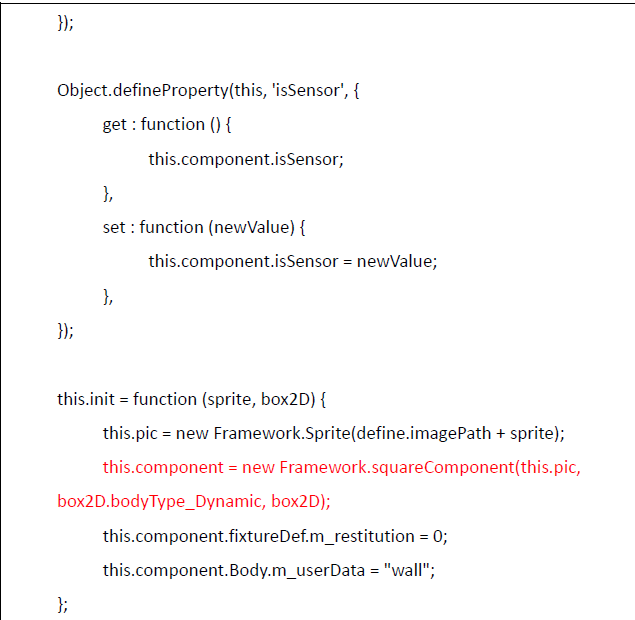 });
Object.defineProperty(this, 'isSensor', {
get : function () {
this.component.isSensor;
},
set : function (newValue) {
this.component.isSensor = newValue;
},
});
this.init = function (sprite, box2D) {
this.pic = new Framework.Sprite(define.imagePath + sprite);
this.component = new Framework.squareComponent(this.pic,
box2D.bodyType_Dynamic, box2D);
this.component.fixtureDef.m_restitution = 0;
this.component.Body.m_userData = "wall";
};